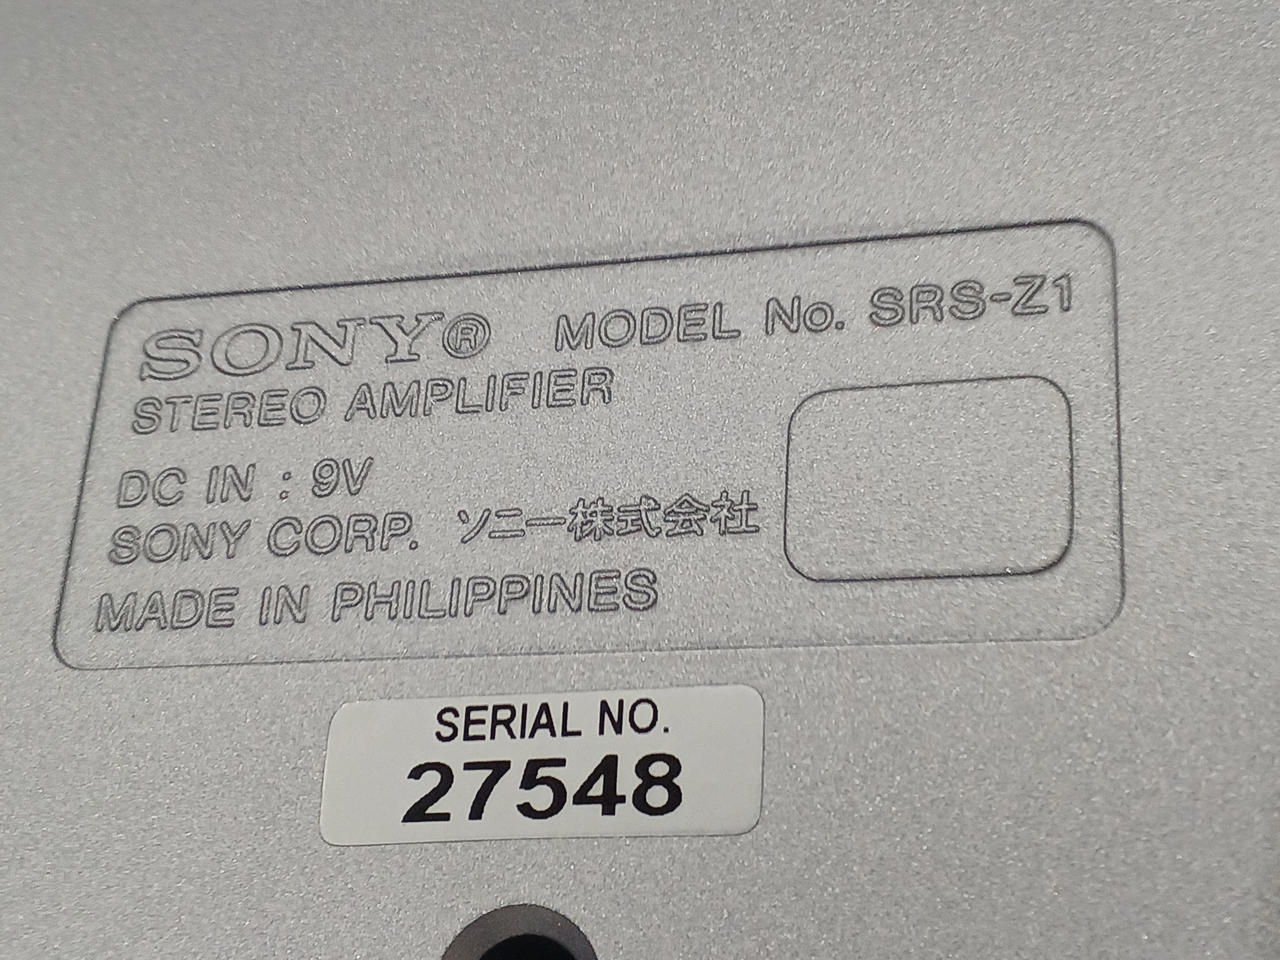 SONY® MODEL No. SRS-Z1
STEREO AMPLIFIER
DC IN : 9V
SONY CORP. ソニー株式会社
MADE IN PHILIPPINES
SERIAL NO.
27548